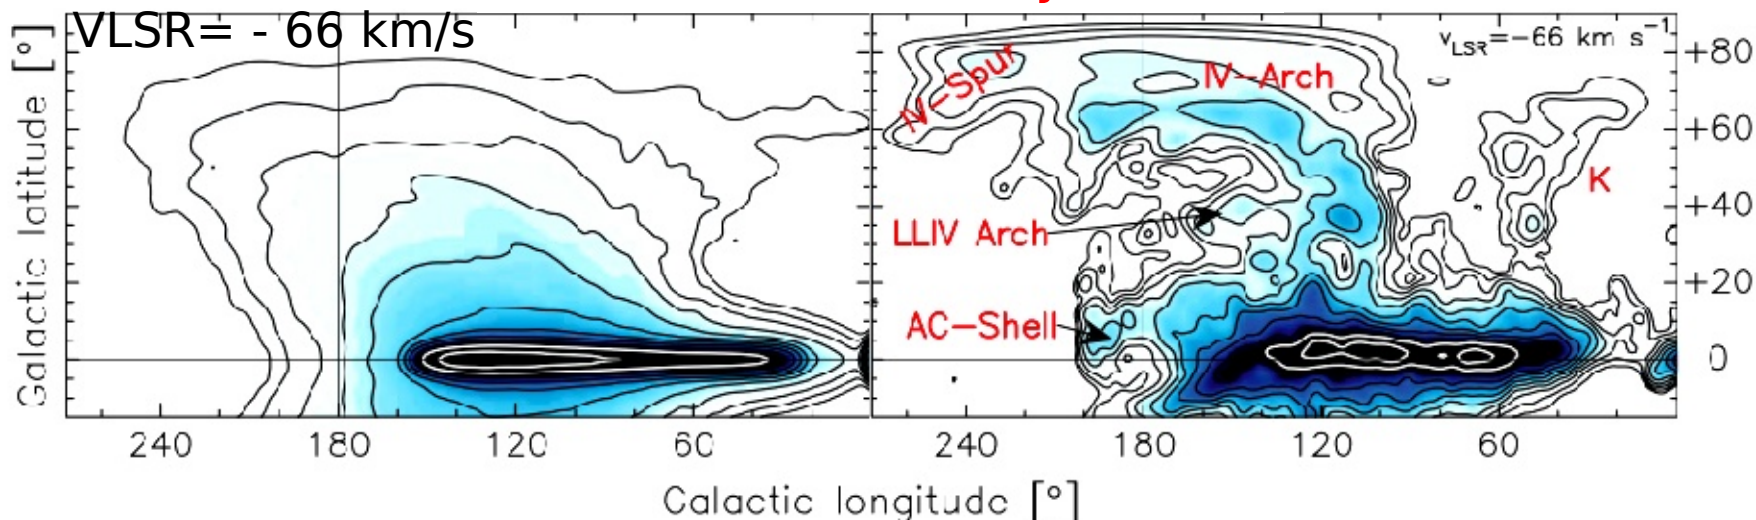 VLSR= - 66 km/s
vLSR=−66 km s−1
Galactic latitude [°]
IV−Spur
IV−Arch
K
LLIV Arch
AC−Shell
+80
+60
+40
+20
0
240 180 120 60
240 180 120 60
Galactic longitude [°]